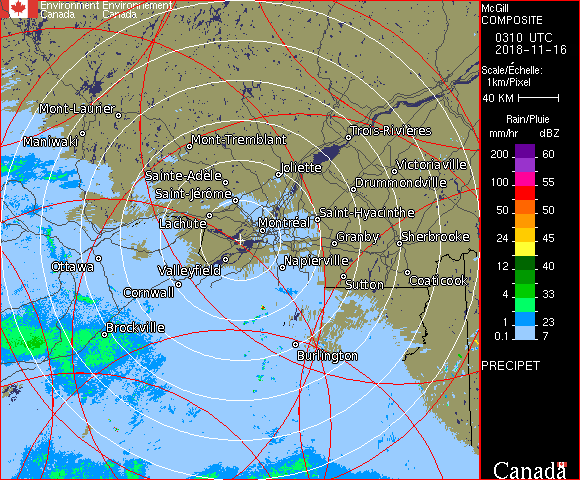 Environment Environnement
Canada Canada
McGill
COMPOSITE
0310 UTC
2018-11-16
Scale/Échelle:
1km/Pixel
40 KM
Rain/Pluie
mm/hr dBZ
200 60
100 55
50 50
24 45
12 40
4 33
1 23
0.1 7
PRECIPET
Canada
Mont-Laurier
Maniwaki
Mont-Tremblant
Trois-Rivières
Sainte-Adèle
Joliette
Victoriaville
Saint-Jérôme
Drummondville
Lachute
Montréal
Saint-Hyacinthe
Granby
Sherbrooke
Ottawa
Valleyfield
Napierville
Cornwall
Sutton
Coaticook
Brockville
Burlington